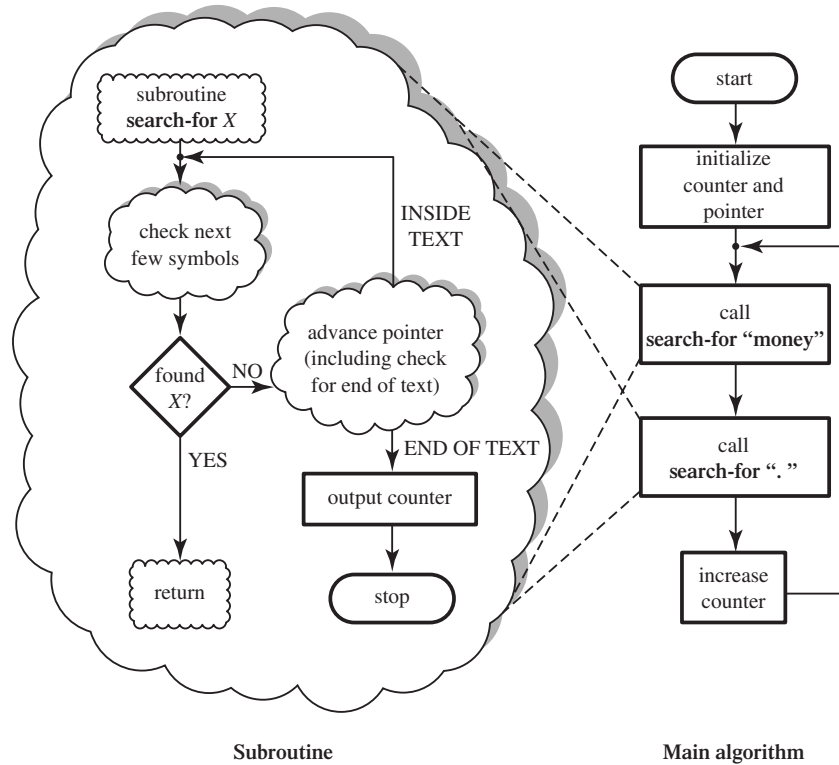 subroutine
search-for X
check next
few symbols
INSIDE
TEXT
found
X?
NO
advance pointer
(including check
for end of text)
YES
END OF TEXT
output counter
return
stop
Subroutine
start
initialize
counter and
pointer
call
search-for “money”
call
search-for “. ”
increase
counter
Main algorithm